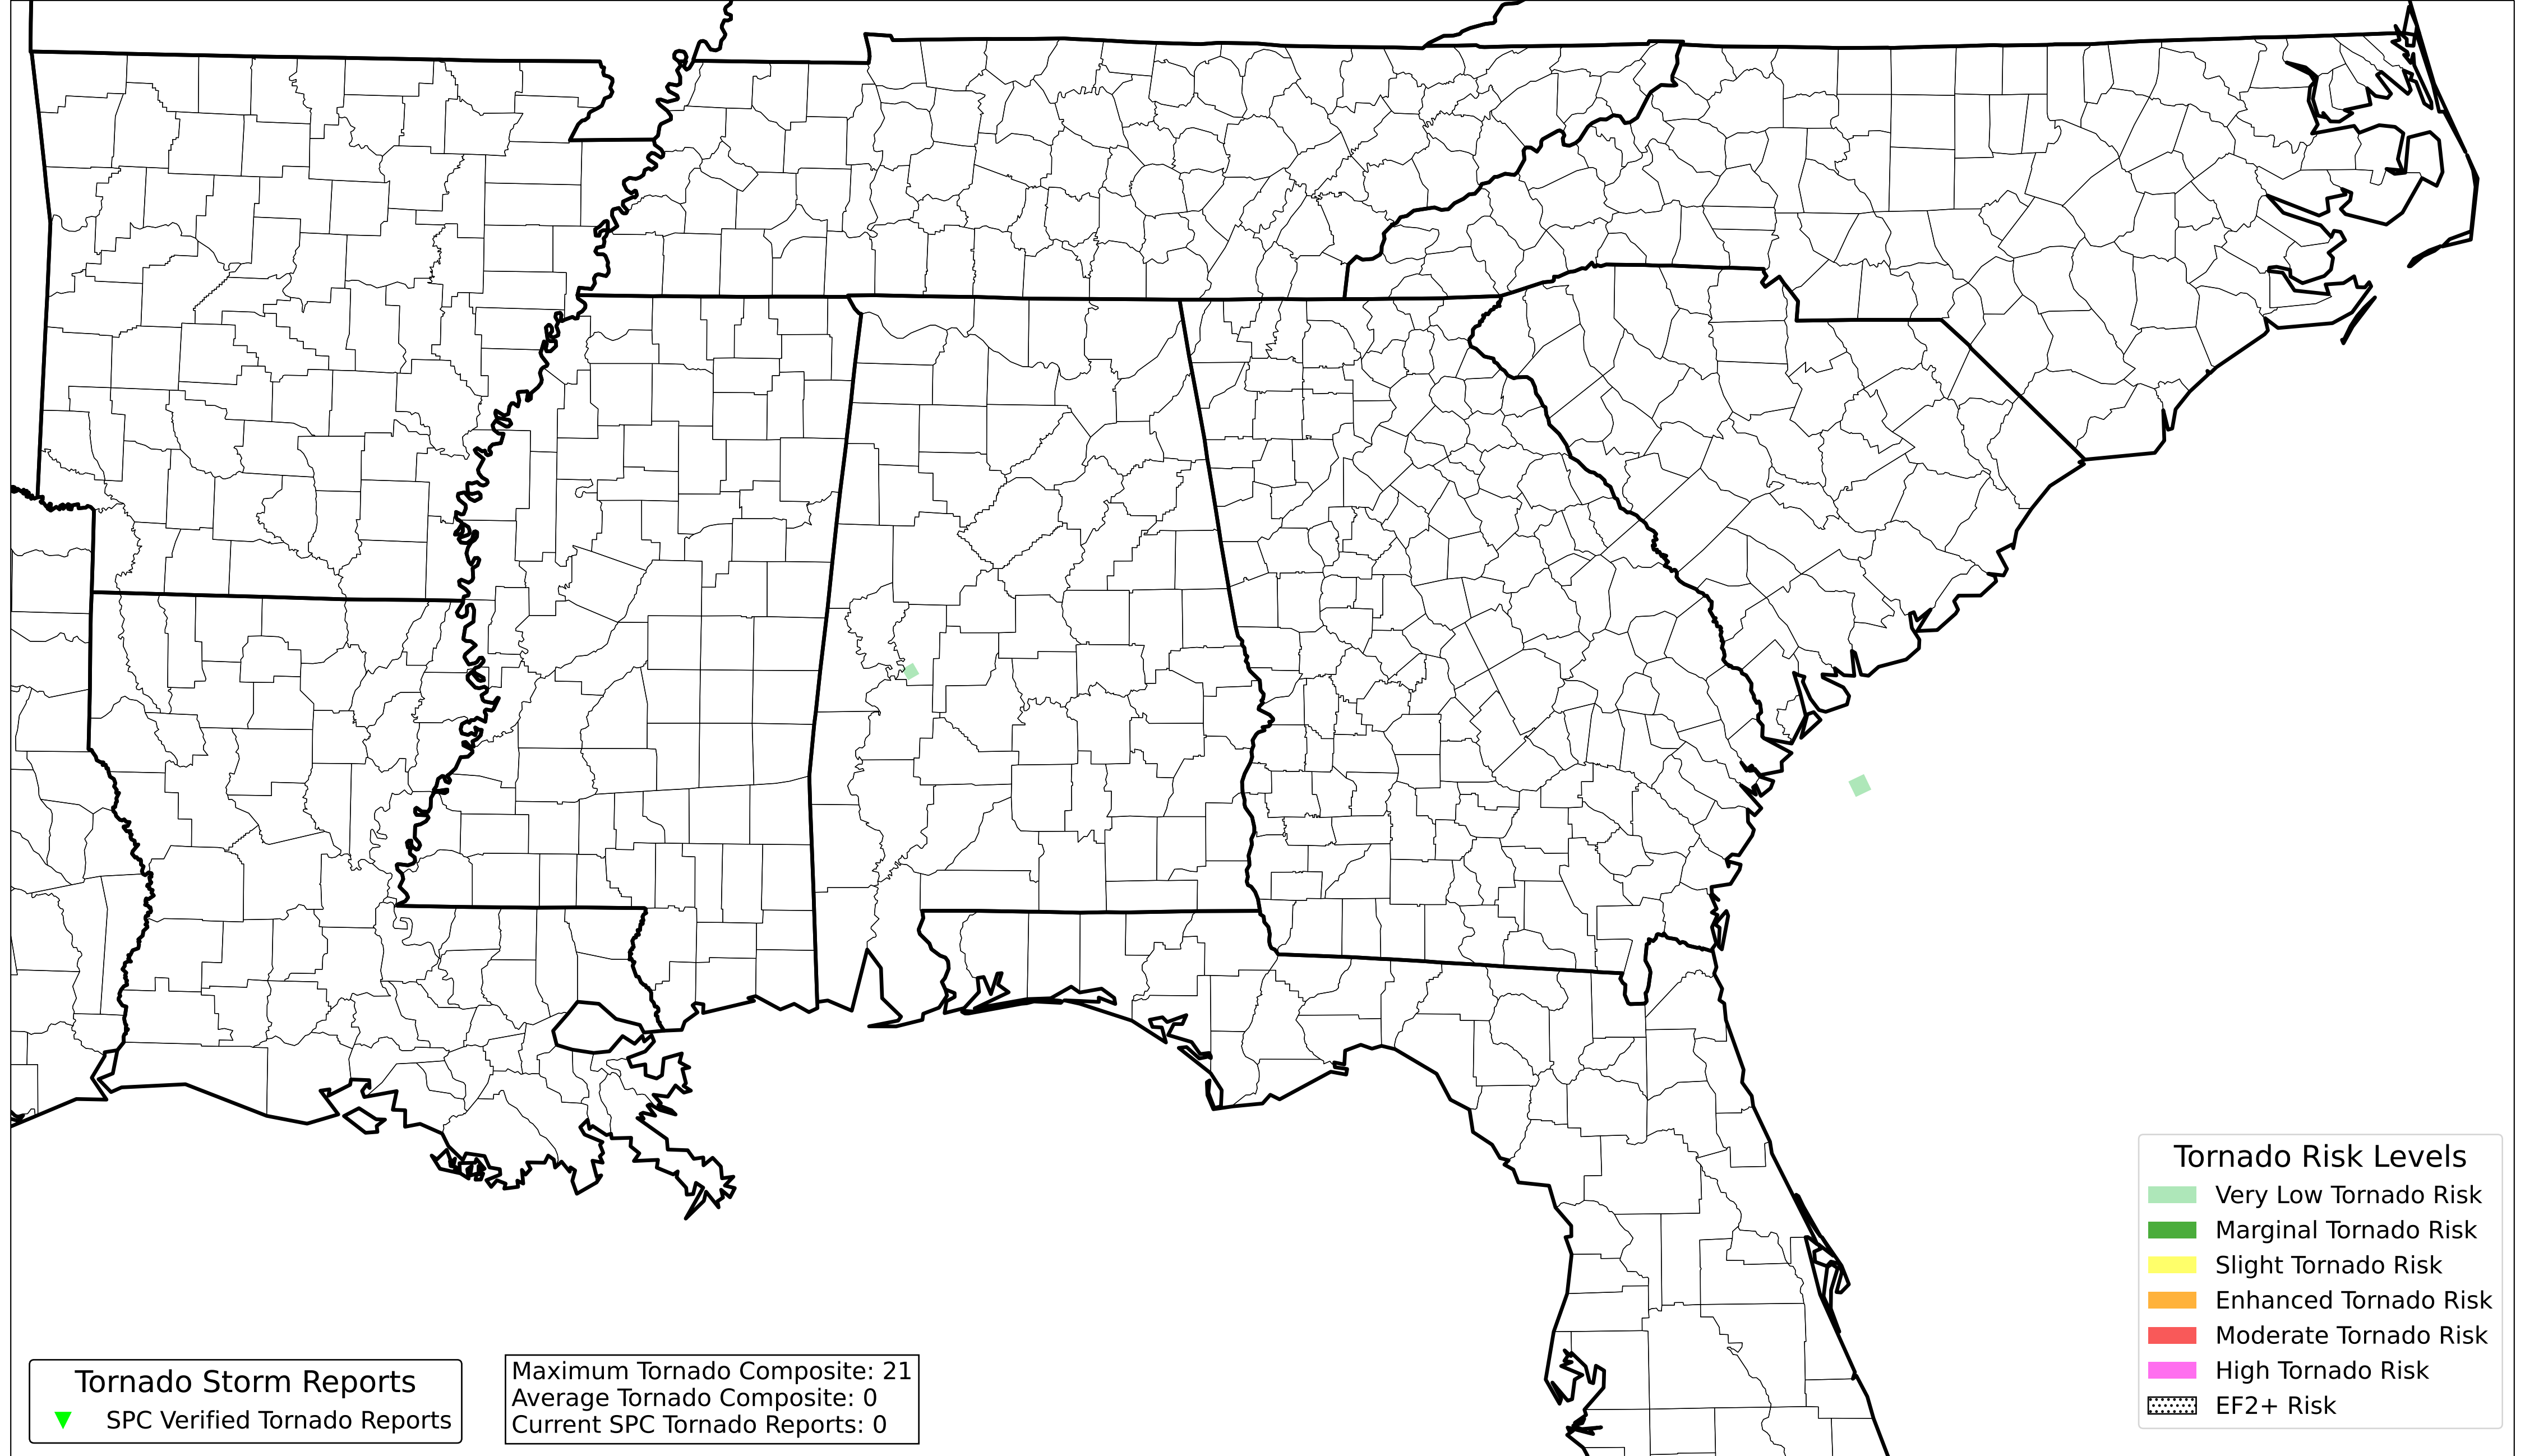 Tornado Risk Levels
Very Low Tornado Risk
Marginal Tornado Risk
Slight Tornado Risk
Enhanced Tornado Risk
Moderate Tornado Risk
High Tornado Risk
EF2+ Risk
Tornado Storm Reports
SPC Verified Tornado Reports
Maximum Tornado Composite: 21
Average Tornado Composite: 0
Current SPC Tornado Reports: 0